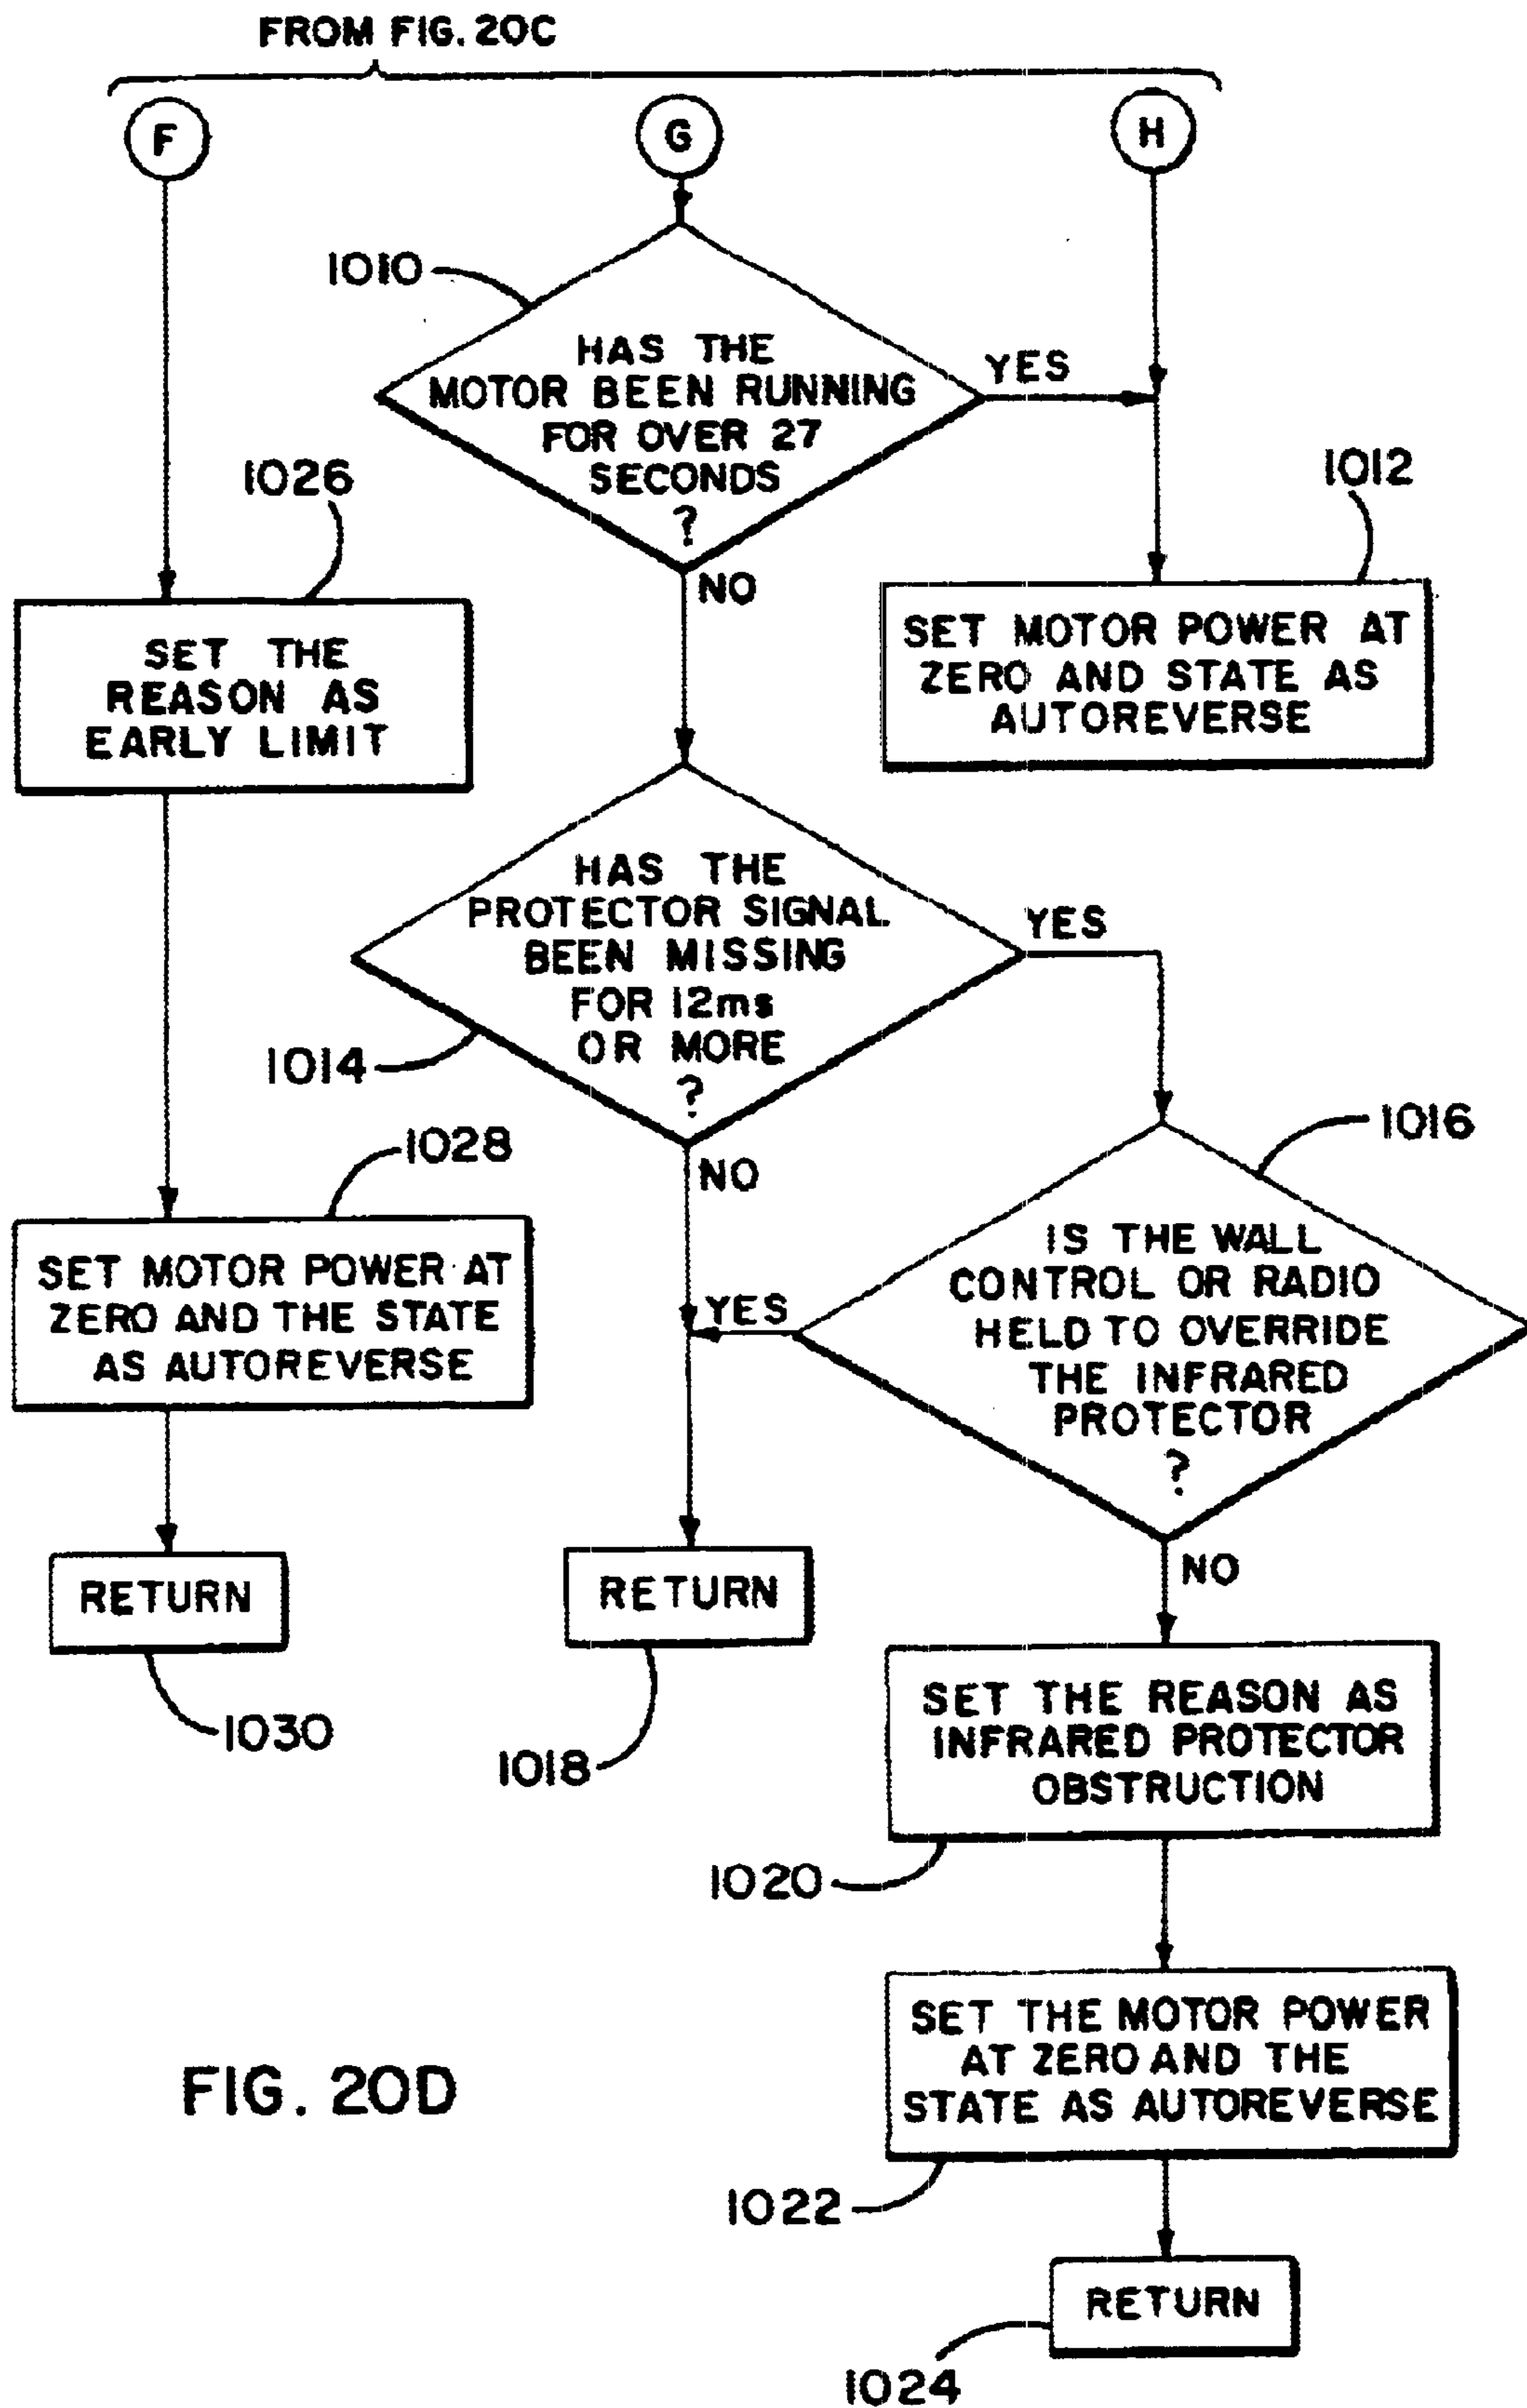 FROM FIG. 20C
F
G
H
1010
HAS THE
MOTOR BEEN RUNNING
FOR OVER 27
SECONDS
?
YES
NO
1026
SET THE
REASON AS
EARLY LIMIT
1012
SET MOTOR POWER AT
ZERO AND STATE AS
AUTOREVERSE
HAS THE
PROTECTOR SIGNAL
BEEN MISSING
FOR 12ms
OR MORE
?
YES
1014
NO
1028
SET MOTOR POWER AT
ZERO AND THE STATE
AS AUTOREVERSE
1016
IS THE WALL
CONTROL OR RADIO
HELD TO OVERRIDE
THE INFRARED
PROTECTOR
?
YES
NO
RETURN
1030
RETURN
1018
SET THE REASON AS
INFRARED PROTECTOR
OBSTRUCTION
1020
SET THE MOTOR POWER
AT ZERO AND THE
STATE AS AUTOREVERSE
1022
RETURN
1024
FIG. 20D